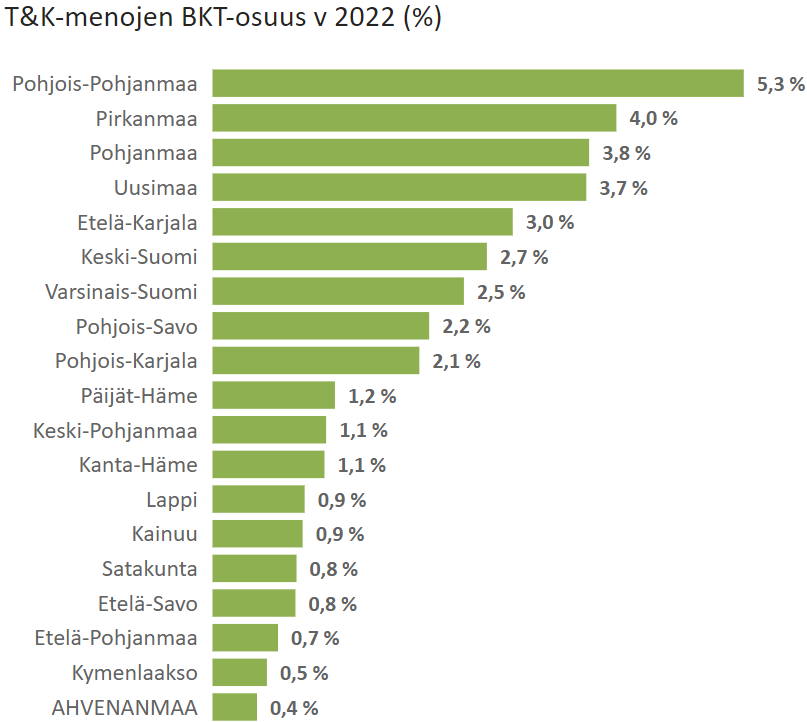 T&K-menojen BKT-osuus v 2022 (%)
Pohjois-Pohjanmaa 5,3 %
Pirkanmaa 4,0 %
Pohjanmaa 3,8 %
Uusimaa 3,7 %
Etelä-Karjala 3,0 %
Keski-Suomi 2,7 %
Varsinais-Suomi 2,5 %
Pohjois-Savo 2,2 %
Pohjois-Karjala 2,1 %
Päijät-Häme 1,2 %
Keski-Pohjanmaa 1,1 %
Kanta-Häme 1,1 %
Lappi 0,9 %
Kainuu 0,9 %
Satakunta 0,8 %
Etelä-Savo 0,8 %
Etelä-Pohjanmaa 0,7 %
Kymenlaakso 0,5 %
AHVENANMAA 0,4 %